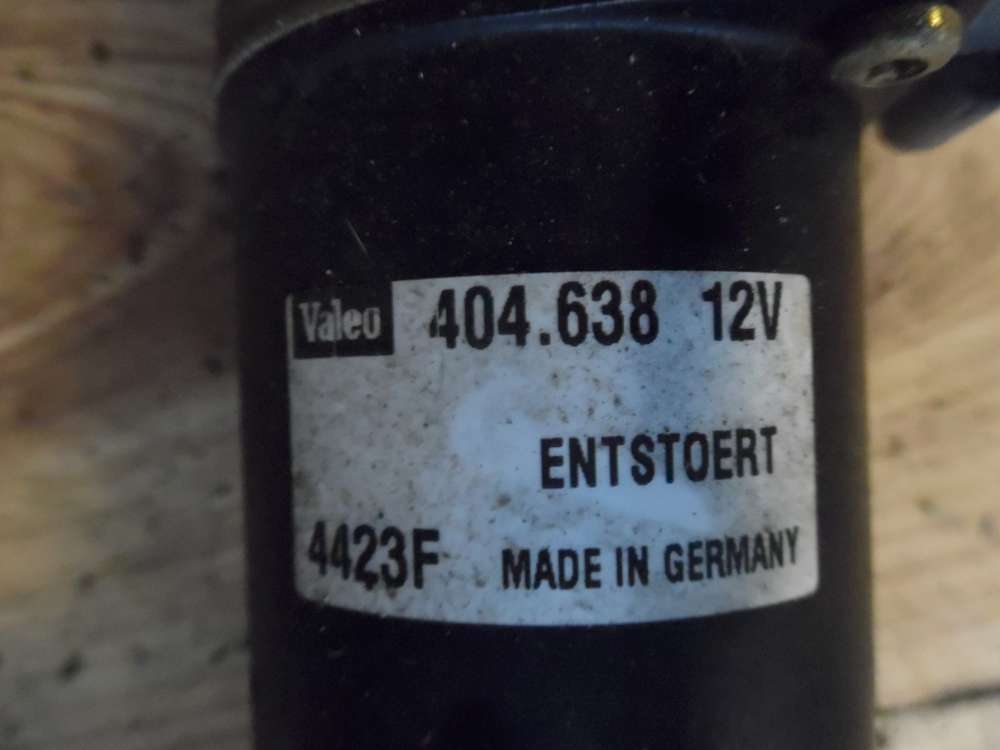 Valeo 404.638 12V
ENTSTOERT
4423F MADE IN GERMANY